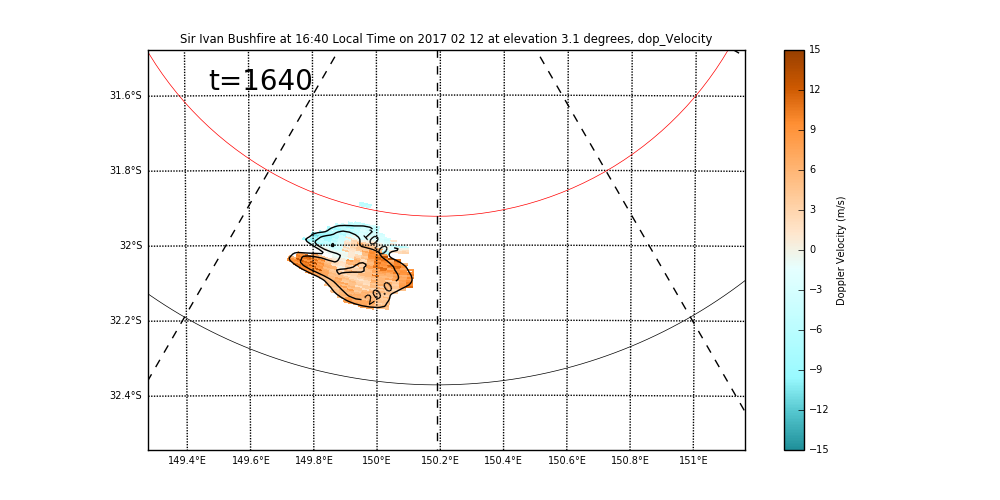 Sir Ivan Bushfire at 16:40 Local Time on 2017 02 12 at elevation 3.1 degrees, dop_Velocity
t=1640
31.6°S
31.8°S
32°S
32.2°S
32.4°S
10.0
20.0
149.4°E 149.6°E 149.8°E 150°E 150.2°E 150.4°E 150.6°E 150.8°E 151°E
15
12
9
6
3
0
−3
−6
−9
−12
−15
Doppler Velocity (m/s)